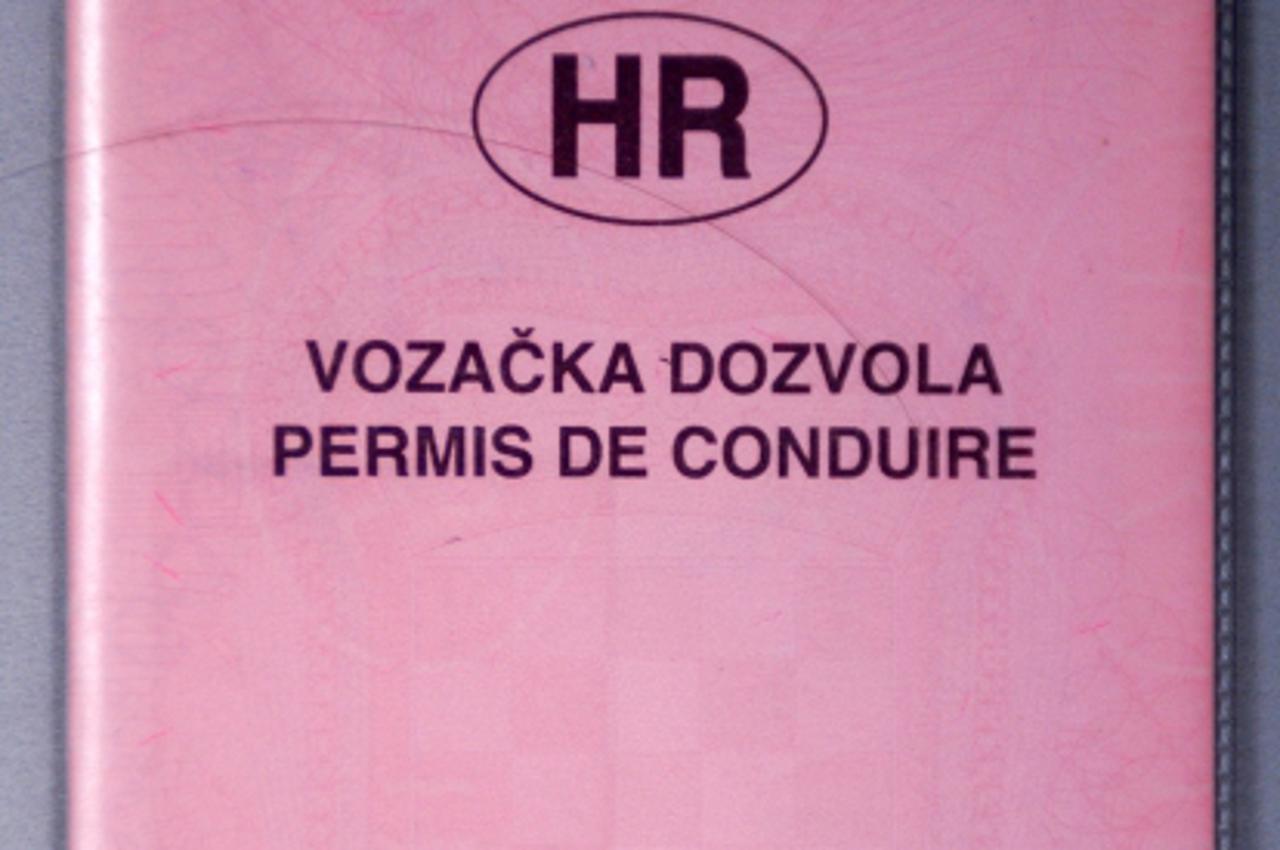 HR
VOZAČKA DOZVOLA
PERMIS DE CONDUIRE